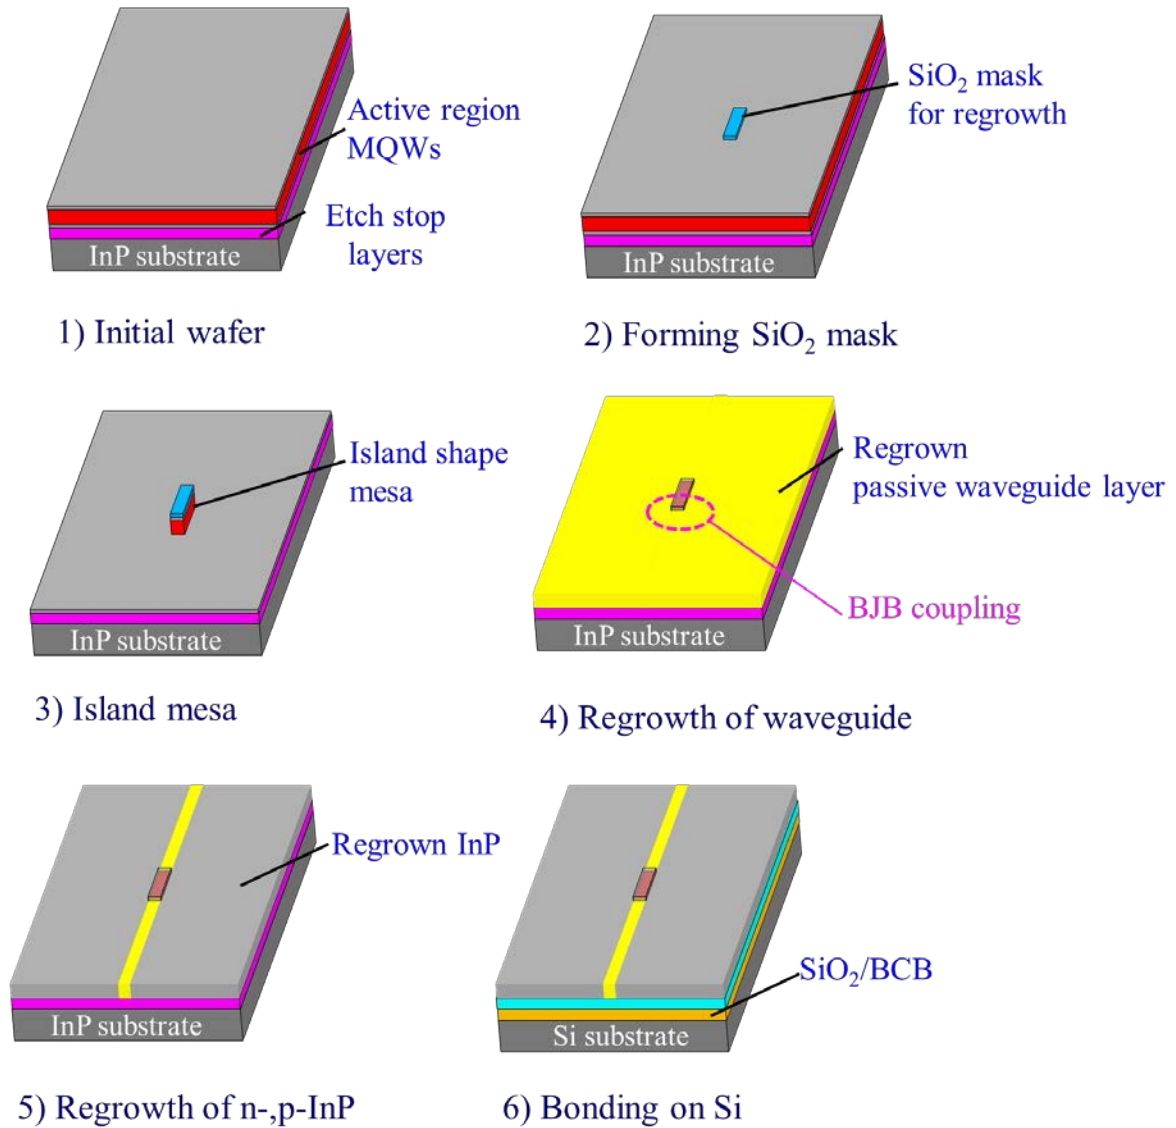 Active region
MQWs
Etch stop
layers
InP substrate
1) Initial wafer
SiO₂ mask
for regrowth
InP substrate
2) Forming SiO₂ mask
Island shape
mesa
InP substrate
3) Island mesa
Regrown
passive waveguide layer
BJB coupling
InP substrate
4) Regrowth of waveguide
Regrown InP
InP substrate
5) Regrowth of n-,p-InP
SiO₂/BCB
Si substrate
6) Bonding on Si